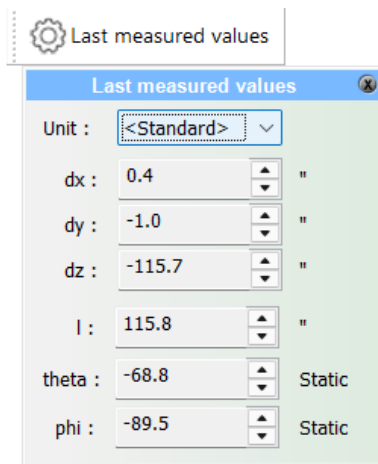 Last measured values
Last measured values
Unit : <Standard>
dx : 0.4 "
dy : -1.0 "
dz : -115.7 "
l : 115.8 "
theta : -68.8 Static
phi : -89.5 Static